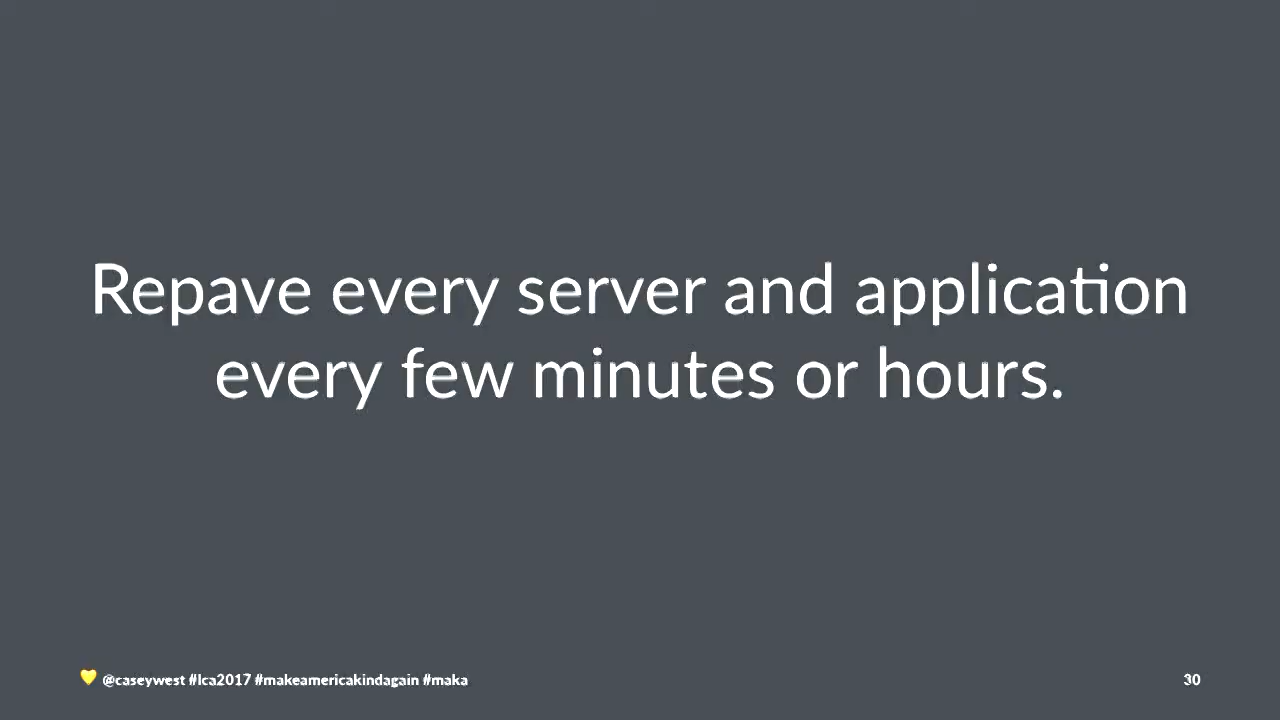 Repave every server and application
every few minutes or hours.
💛 @caseywest #lca2017 #makeamericakindagain #maka
30